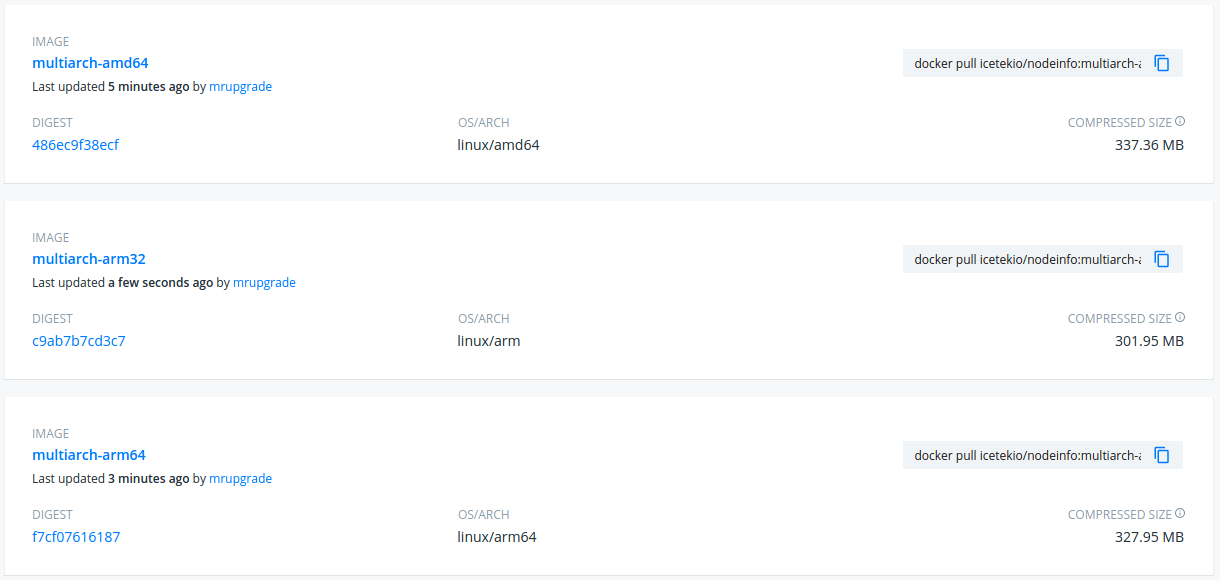 IMAGE
multiarch-amd64
docker pull icetekio/nodeinfo:multiarch-a
Last updated 5 minutes ago by mrupgrade
DIGEST OS/ARCH COMPRESSED SIZE
486ec9f38ecf linux/amd64 337.36 MB
IMAGE
multiarch-arm32
docker pull icetekio/nodeinfo:multiarch-a
Last updated a few seconds ago by mrupgrade
DIGEST OS/ARCH COMPRESSED SIZE
c9ab7b7cd3c7 linux/arm 301.95 MB
IMAGE
multiarch-arm64
docker pull icetekio/nodeinfo:multiarch-a
Last updated 3 minutes ago by mrupgrade
DIGEST OS/ARCH COMPRESSED SIZE
f7cf07616187 linux/arm64 327.95 MB